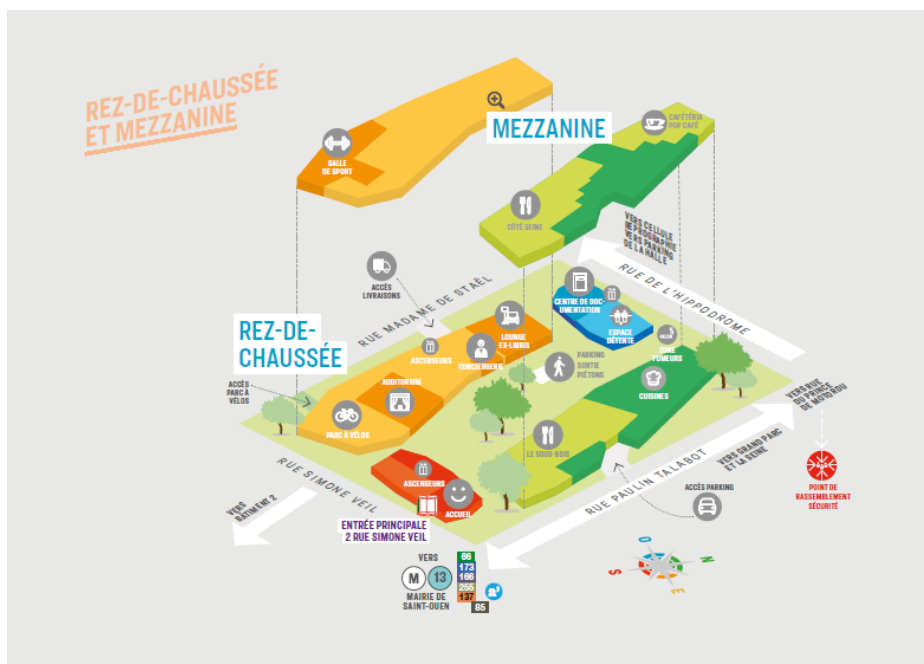 REZ-DE-CHAUSSÉE
ET MEZZANINE
MEZZANINE
CAFÉTÉRIA
POP CAFÉ
SALLE
DE SPORT
CÔTÉ SEINE
VERS CELLULE
REPROGRAPHIE
VERS PARKING
DE LA HALLE
RUE DE L'HIPPODROME
ACCÈS
LIVRAISONS
RUE MADAME DE STAËL
CENTRE DE DOC-
UMENTATION
ESPACE
DÉTENTE
REZ-DE-
CHAUSSÉE
LOUNGE
EX-LIBRIS
ASCENSEURS
CONCIERGERIE
PARKING
SORTIE
PIÉTONS
ZONE
FUMEURS
CUISINES
ACCÈS
PARC À
VÉLOS
AUDITORIUM
PARC À VÉLOS
LE SOUS-BOIS
VERS RUE
DU PRINCE
DE MOTORDU
VERS GRAND PARC
ET LA SEINE
RUE PAULIN TALABOT
RUE SIMONE VEIL
ASCENSEURS
ACCUEIL
ACCÈS PARKING
POINT DE
RASSEMBLEMENT
SÉCURITÉ
VERS
BÂTIMENT 2
ENTRÉE PRINCIPALE
2 RUE SIMONE VEIL
VERS
M 13
MAIRIE DE
SAINT-OUEN
66
173
166
255
137
85
a'
O
N
S
E